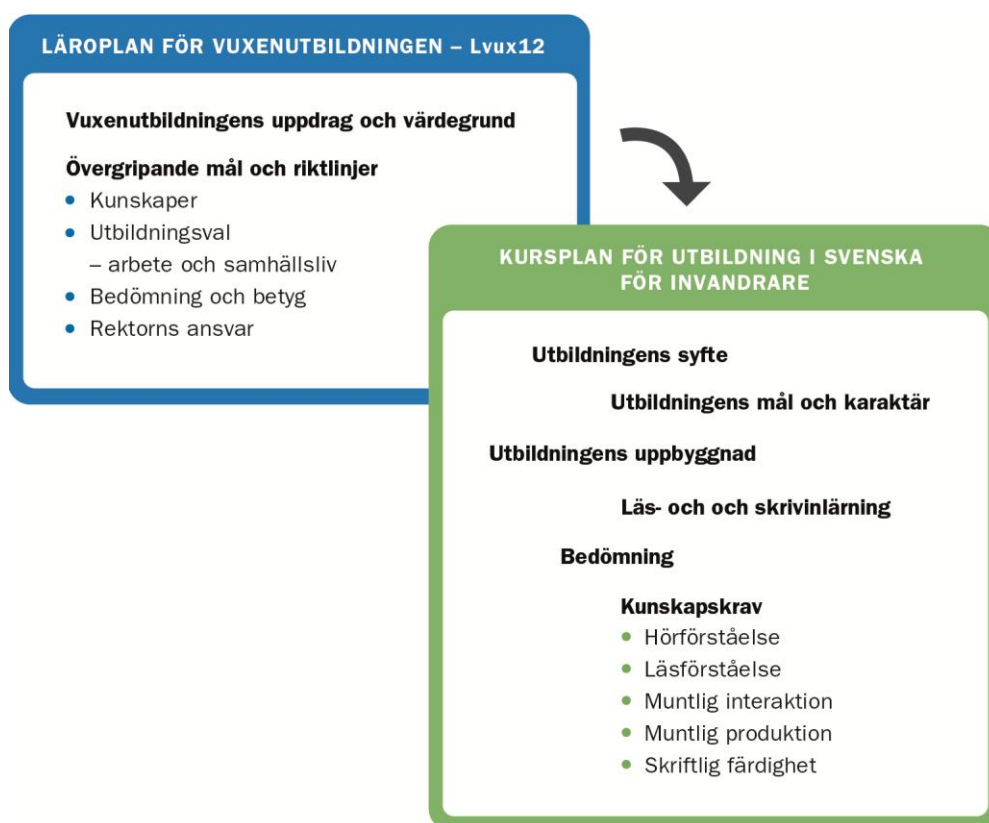 LÄROPLAN FÖR VUXENUTBILDNINGEN – Lvux12
Vuxenutbildningens uppdrag och värdegrund
Övergripande mål och riktlinjer
• Kunskaper
• Utbildningsval
– arbete och samhällsliv
• Bedömning och betyg
• Rektorns ansvar
KURSPLAN FÖR UTBILDNING I SVENSKA
FÖR INVANDRARE
Utbildningens syfte
Utbildningens mål och karaktär
Utbildningens uppbyggnad
Läs- och och skrivinlärning
Bedömning
Kunskapskrav
• Hörförståelse
• Läsförståelse
• Muntlig interaktion
• Muntlig produktion
• Skriftlig färdighet